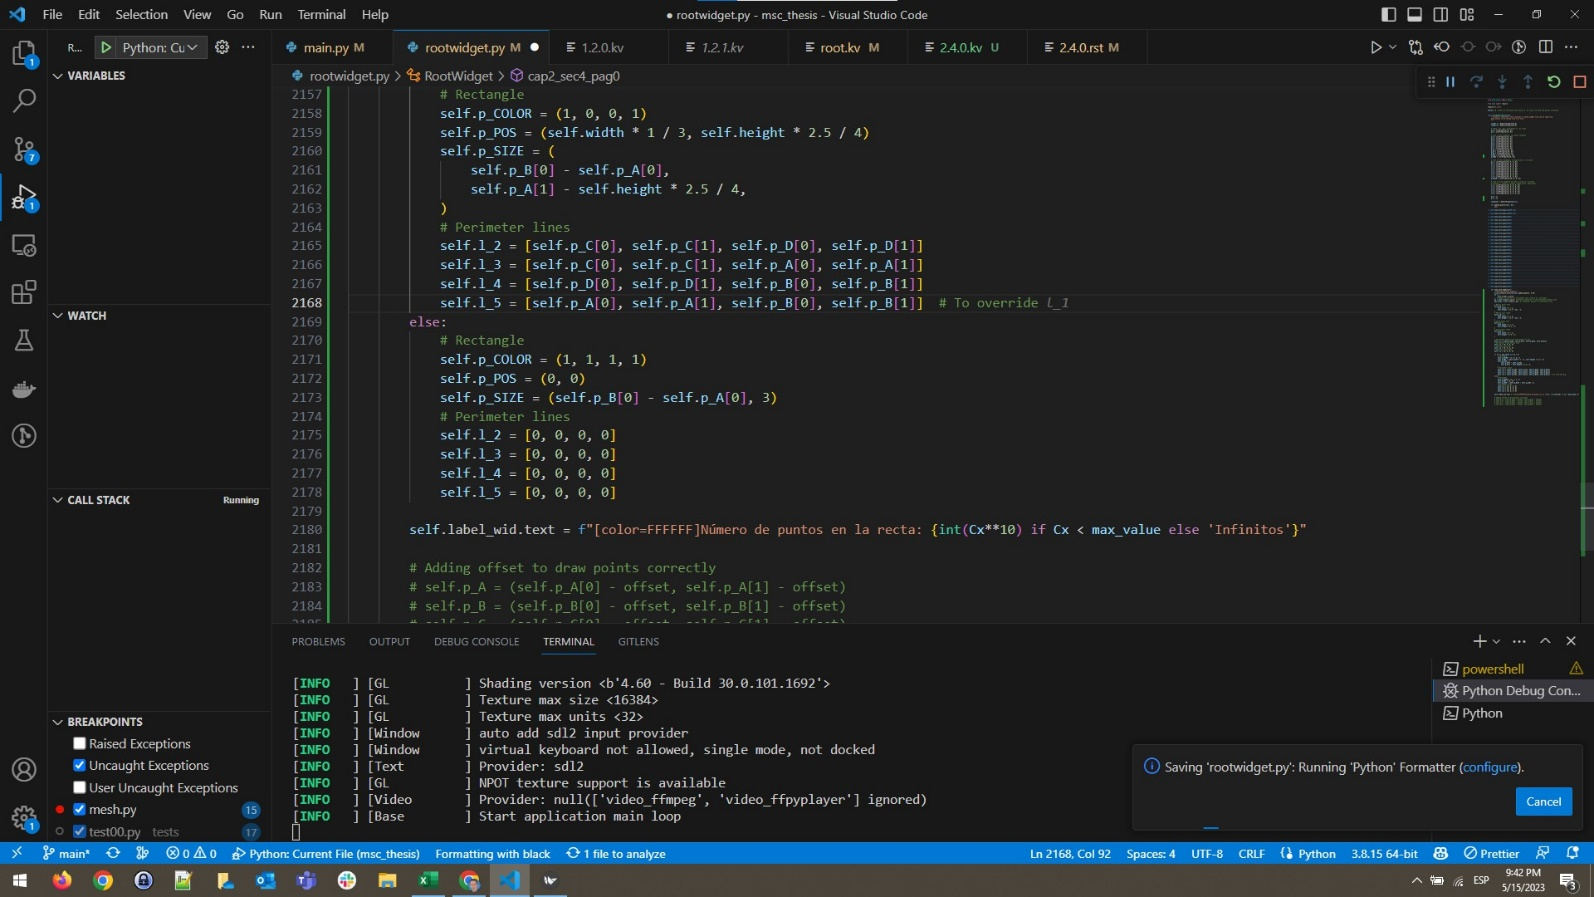 File Edit Selection View Go Run Terminal Help
● rootwidget.py - msc_thesis - Visual Studio Code
R... Python: Cu
main.py M
rootwidget.py M
1.2.0.kv
1.2.1.kv
root.kv M
2.4.0.kv U
2.4.0.rst M
rootwidget.py > RootWidget > cap2_sec4_pag0
VARIABLES
WATCH
CALL STACK Running
BREAKPOINTS
Raised Exceptions
Uncaught Exceptions
User Uncaught Exceptions
mesh.py 15
test00.py tests 17
1
7
1
1
2157 # Rectangle
2158 self.p_COLOR = (1, 0, 0, 1)
2159 self.p_POS = (self.width * 1 / 3, self.height * 2.5 / 4)
2160 self.p_SIZE = (
2161 self.p_B[0] - self.p_A[0],
2162 self.p_A[1] - self.height * 2.5 / 4,
2163 )
2164 # Perimeter lines
2165 self.l_2 = [self.p_C[0], self.p_C[1], self.p_D[0], self.p_D[1]]
2166 self.l_3 = [self.p_C[0], self.p_C[1], self.p_A[0], self.p_A[1]]
2167 self.l_4 = [self.p_D[0], self.p_D[1], self.p_B[0], self.p_B[1]]
2168 self.l_5 = [self.p_A[0], self.p_A[1], self.p_B[0], self.p_B[1]] # To override l_1
2169 else:
2170 # Rectangle
2171 self.p_COLOR = (1, 1, 1, 1)
2172 self.p_POS = (0, 0)
2173 self.p_SIZE = (self.p_B[0] - self.p_A[0], 3)
2174 # Perimeter lines
2175 self.l_2 = [0, 0, 0, 0]
2176 self.l_3 = [0, 0, 0, 0]
2177 self.l_4 = [0, 0, 0, 0]
2178 self.l_5 = [0, 0, 0, 0]
2179
2180 self.label_wid.text = f"[color=FFFFFF]Número de puntos en la recta: {int(Cx**10) if Cx < max_value else 'Infinitos'}"
2181
2182 # Adding offset to draw points correctly
2183 # self.p_A = (self.p_A[0] - offset, self.p_A[1] - offset)
2184 # self.p_B = (self.p_B[0] - offset, self.p_B[1] - offset)
PROBLEMS OUTPUT DEBUG CONSOLE TERMINAL GITLENS
[INFO ] [GL ] Shading version <b'4.60 - Build 30.0.101.1692'>
[INFO ] [GL ] Texture max size <16384>
[INFO ] [GL ] Texture max units <32>
[INFO ] [Window ] auto add sdl2 input provider
[INFO ] [Window ] virtual keyboard not allowed, single mode, not docked
[INFO ] [Text ] Provider: sdl2
[INFO ] [GL ] NPOT texture support is available
[INFO ] [Video ] Provider: null(['video_ffmpeg', 'video_ffpyplayer'] ignored)
[INFO ] [Base ] Start application main loop
powershell
Python Debug Con...
Python
Saving 'rootwidget.py': Running 'Python' Formatter (configure).
Cancel
main* 0 0 Python: Current File (msc_thesis) Formatting with black 1 file to analyze
Ln 2168, Col 92 Spaces: 4 UTF-8 CRLF Python 3.8.15 64-bit Prettier
ESP
9:42 PM
5/15/2023
3